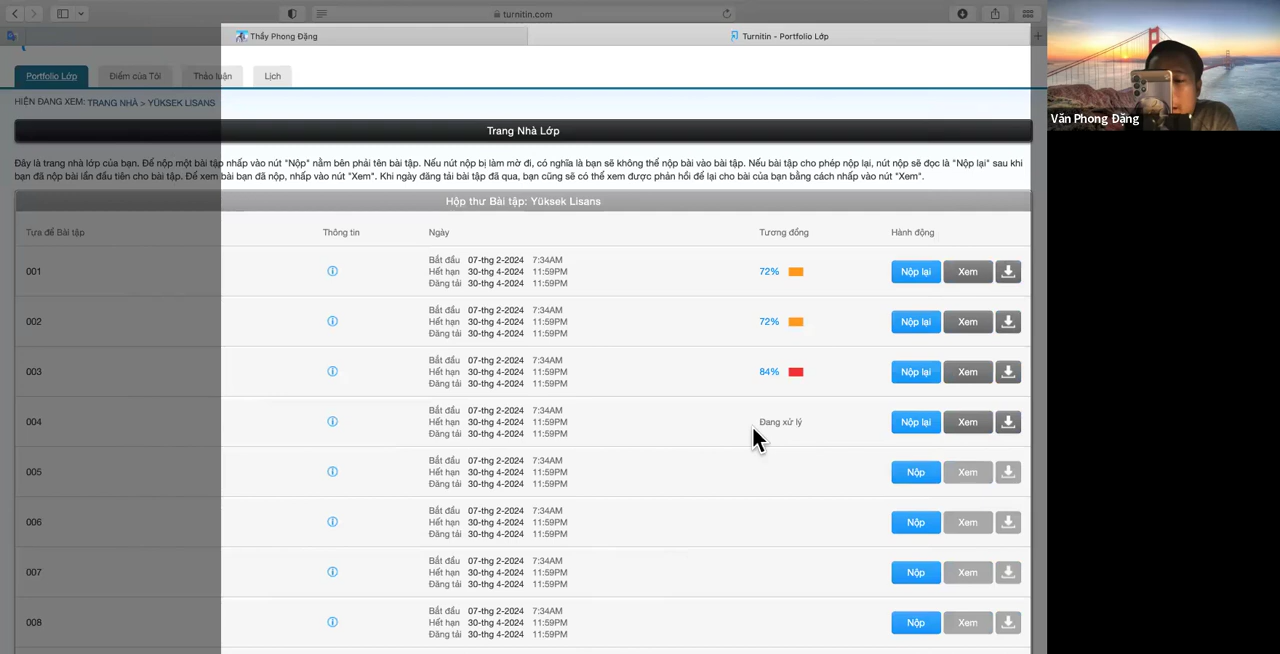 turnitin.com
Thầy Phong Đặng
Turnitin - Portfolio Lớp
Portfolio Lớp
Điểm của Tôi
Thảo luận
Lịch
HIỆN ĐANG XEM: TRANG NHÀ > YÜKSEK LISANS
Trang Nhà Lớp
Đây là trang nhà lớp của bạn. Để nộp một bài tập nhấp vào nút "Nộp" nằm bên phải tên bài tập. Nếu nút nộp bị làm mờ đi, có nghĩa là bạn sẽ không thể nộp bài vào bài tập. Nếu bài tập cho phép nộp lại, nút nộp sẽ đọc là "Nộp lại" sau khi
bạn đã nộp bài lần đầu tiên cho bài tập. Để xem bài bạn đã nộp, nhấp vào nút "Xem". Khi ngày đăng tải bài tập đã qua, bạn cũng sẽ có thể xem được phản hồi để lại cho bài của bạn bằng cách nhấp vào nút "Xem".
Hộp thư Bài tập: Yüksek Lisans
Tựa đề Bài tập Thông tin Ngày Tương đồng Hành động
001
Bắt đầu 07-thg 2-2024 7:34AM
Hết hạn 30-thg 4-2024 11:59PM
Đăng tải 30-thg 4-2024 11:59PM
72%
Nộp lại Xem
002
Bắt đầu 07-thg 2-2024 7:34AM
Hết hạn 30-thg 4-2024 11:59PM
Đăng tải 30-thg 4-2024 11:59PM
72%
Nộp lại Xem
003
Bắt đầu 07-thg 2-2024 7:34AM
Hết hạn 30-thg 4-2024 11:59PM
Đăng tải 30-thg 4-2024 11:59PM
84%
Nộp lại Xem
004
Bắt đầu 07-thg 2-2024 7:34AM
Hết hạn 30-thg 4-2024 11:59PM
Đăng tải 30-thg 4-2024 11:59PM
Đang xử lý
Nộp lại Xem
005
Bắt đầu 07-thg 2-2024 7:34AM
Hết hạn 30-thg 4-2024 11:59PM
Đăng tải 30-thg 4-2024 11:59PM
Nộp Xem
006
Bắt đầu 07-thg 2-2024 7:34AM
Hết hạn 30-thg 4-2024 11:59PM
Đăng tải 30-thg 4-2024 11:59PM
Nộp Xem
007
Bắt đầu 07-thg 2-2024 7:34AM
Hết hạn 30-thg 4-2024 11:59PM
Đăng tải 30-thg 4-2024 11:59PM
Nộp Xem
008
Bắt đầu 07-thg 2-2024 7:34AM
Hết hạn 30-thg 4-2024 11:59PM
Đăng tải 30-thg 4-2024 11:59PM
Nộp Xem
Văn Phong Đặng